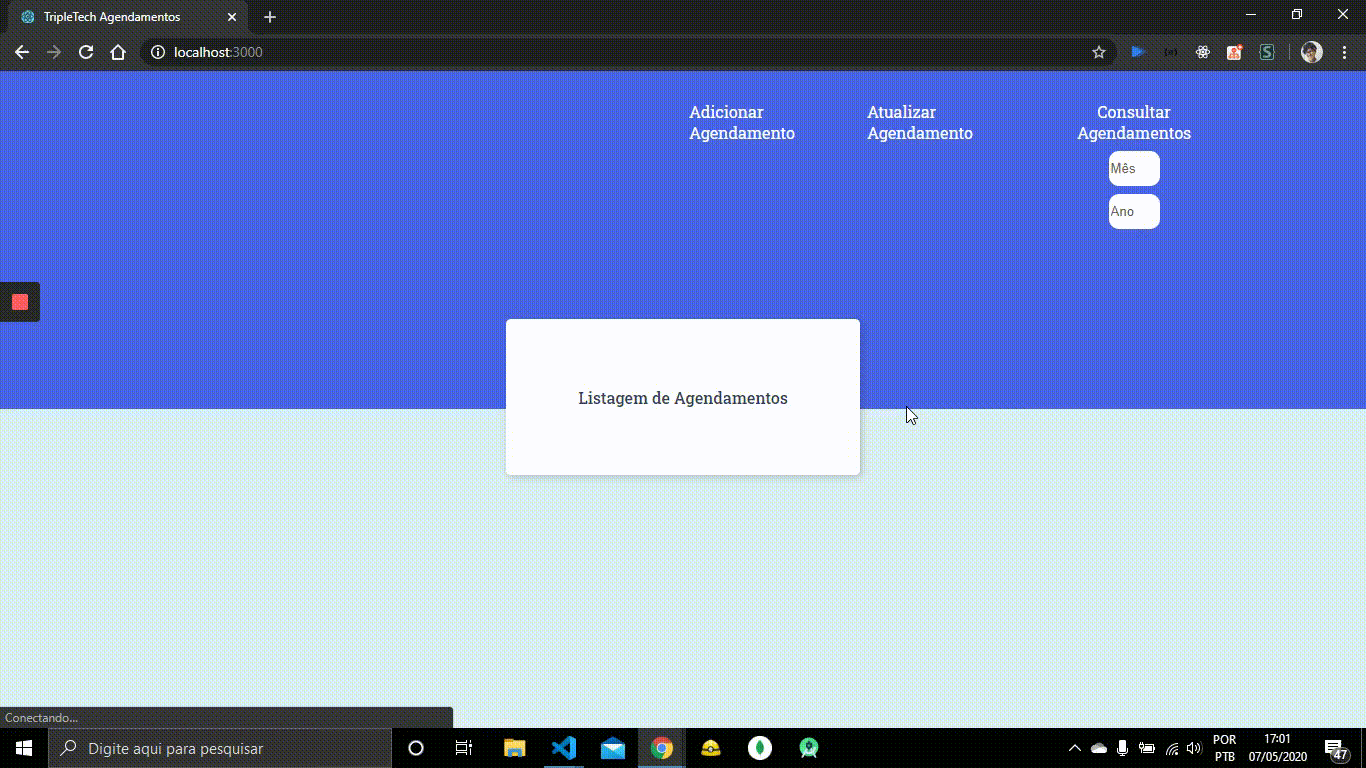 TripleTech Agendamentos
localhost:3000
Adicionar
Agendamento
Atualizar
Agendamento
Consultar
Agendamentos
Mês
Ano
Listagem de Agendamentos
Conectando...
Digite aqui para pesquisar
POR
PTB
17:01
07/05/2020
47